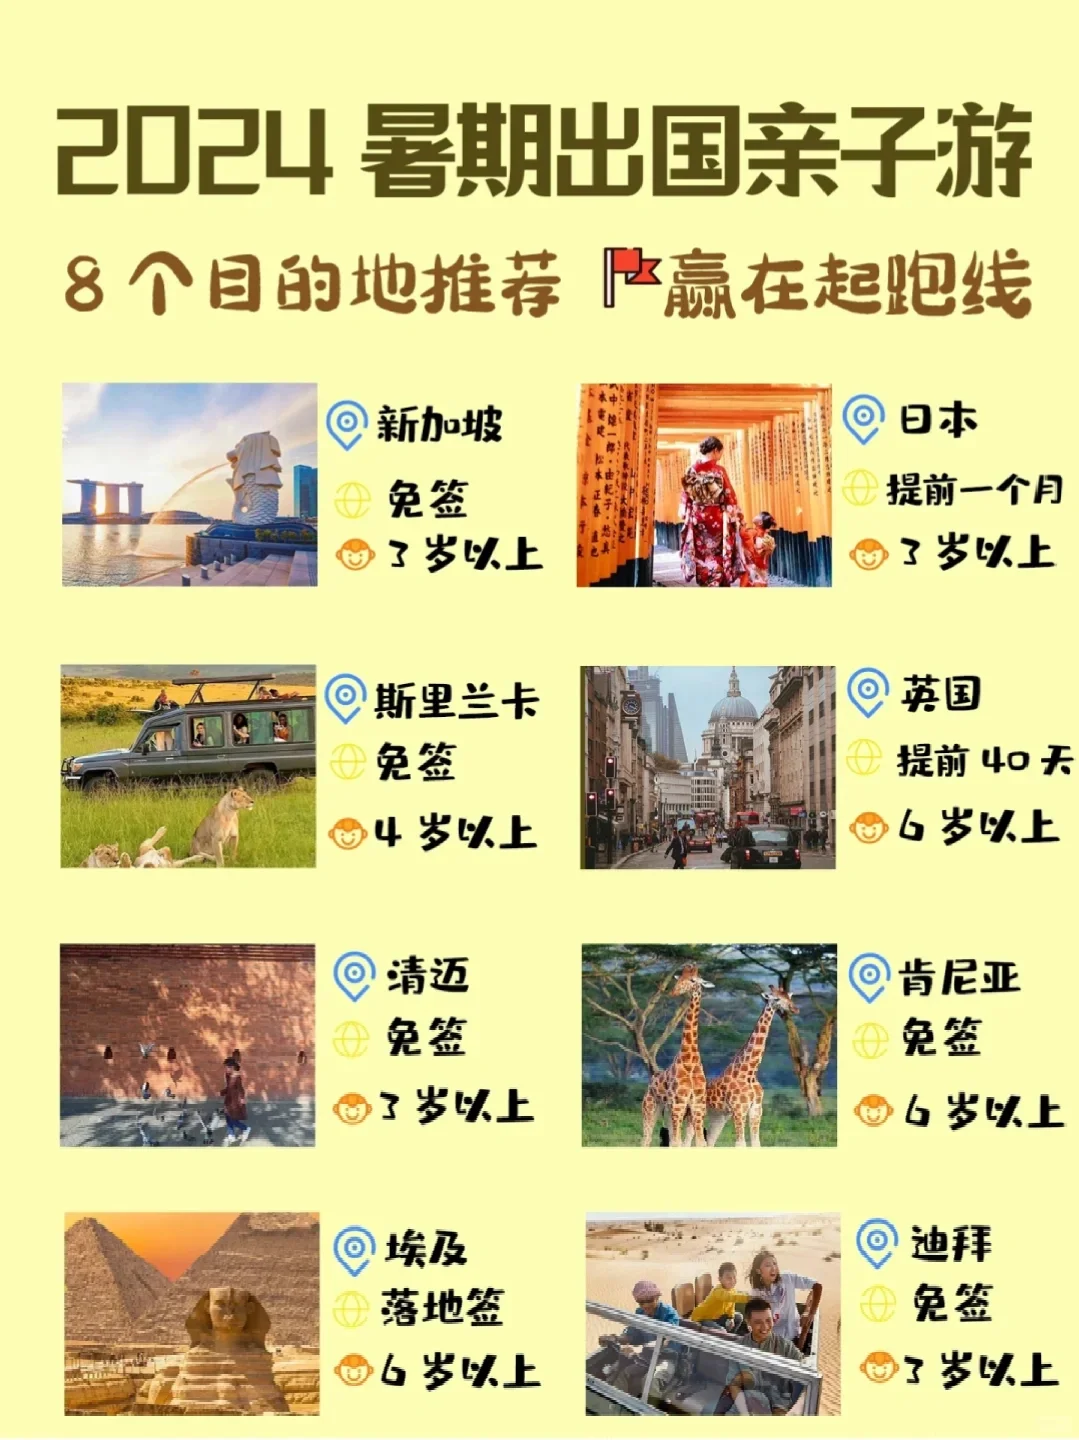 2024 暑期出国亲子游
8个目的地推荐 赢在起跑线
新加坡
免签
3 岁以上
日本
提前一个月
3 岁以上
斯里兰卡
免签
4 岁以上
英国
提前 40 天
6 岁以上
清迈
免签
3 岁以上
肯尼亚
免签
6 岁以上
埃及
落地签
6 岁以上
迪拜
免签
3 岁以上